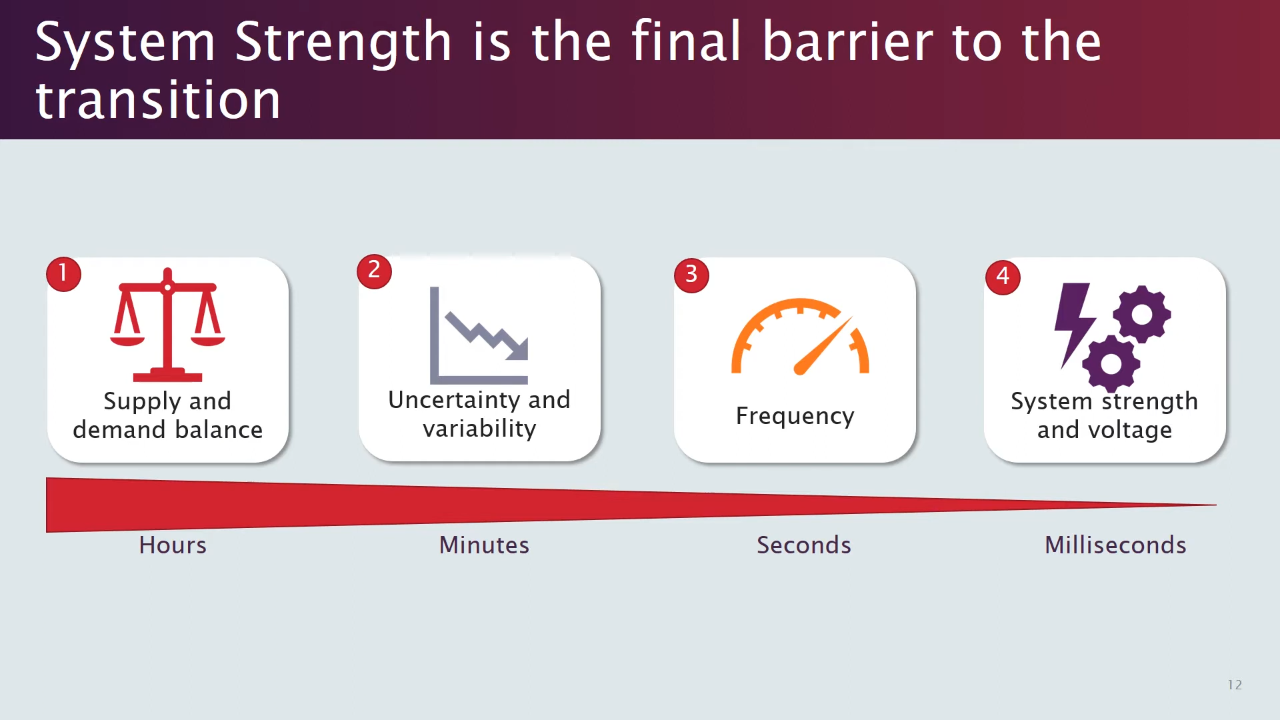 System Strength is the final barrier to the
transition
1
Supply and
demand balance
2
Uncertainty and
variability
3
Frequency
4
System strength
and voltage
Hours
Minutes
Seconds
Milliseconds
12